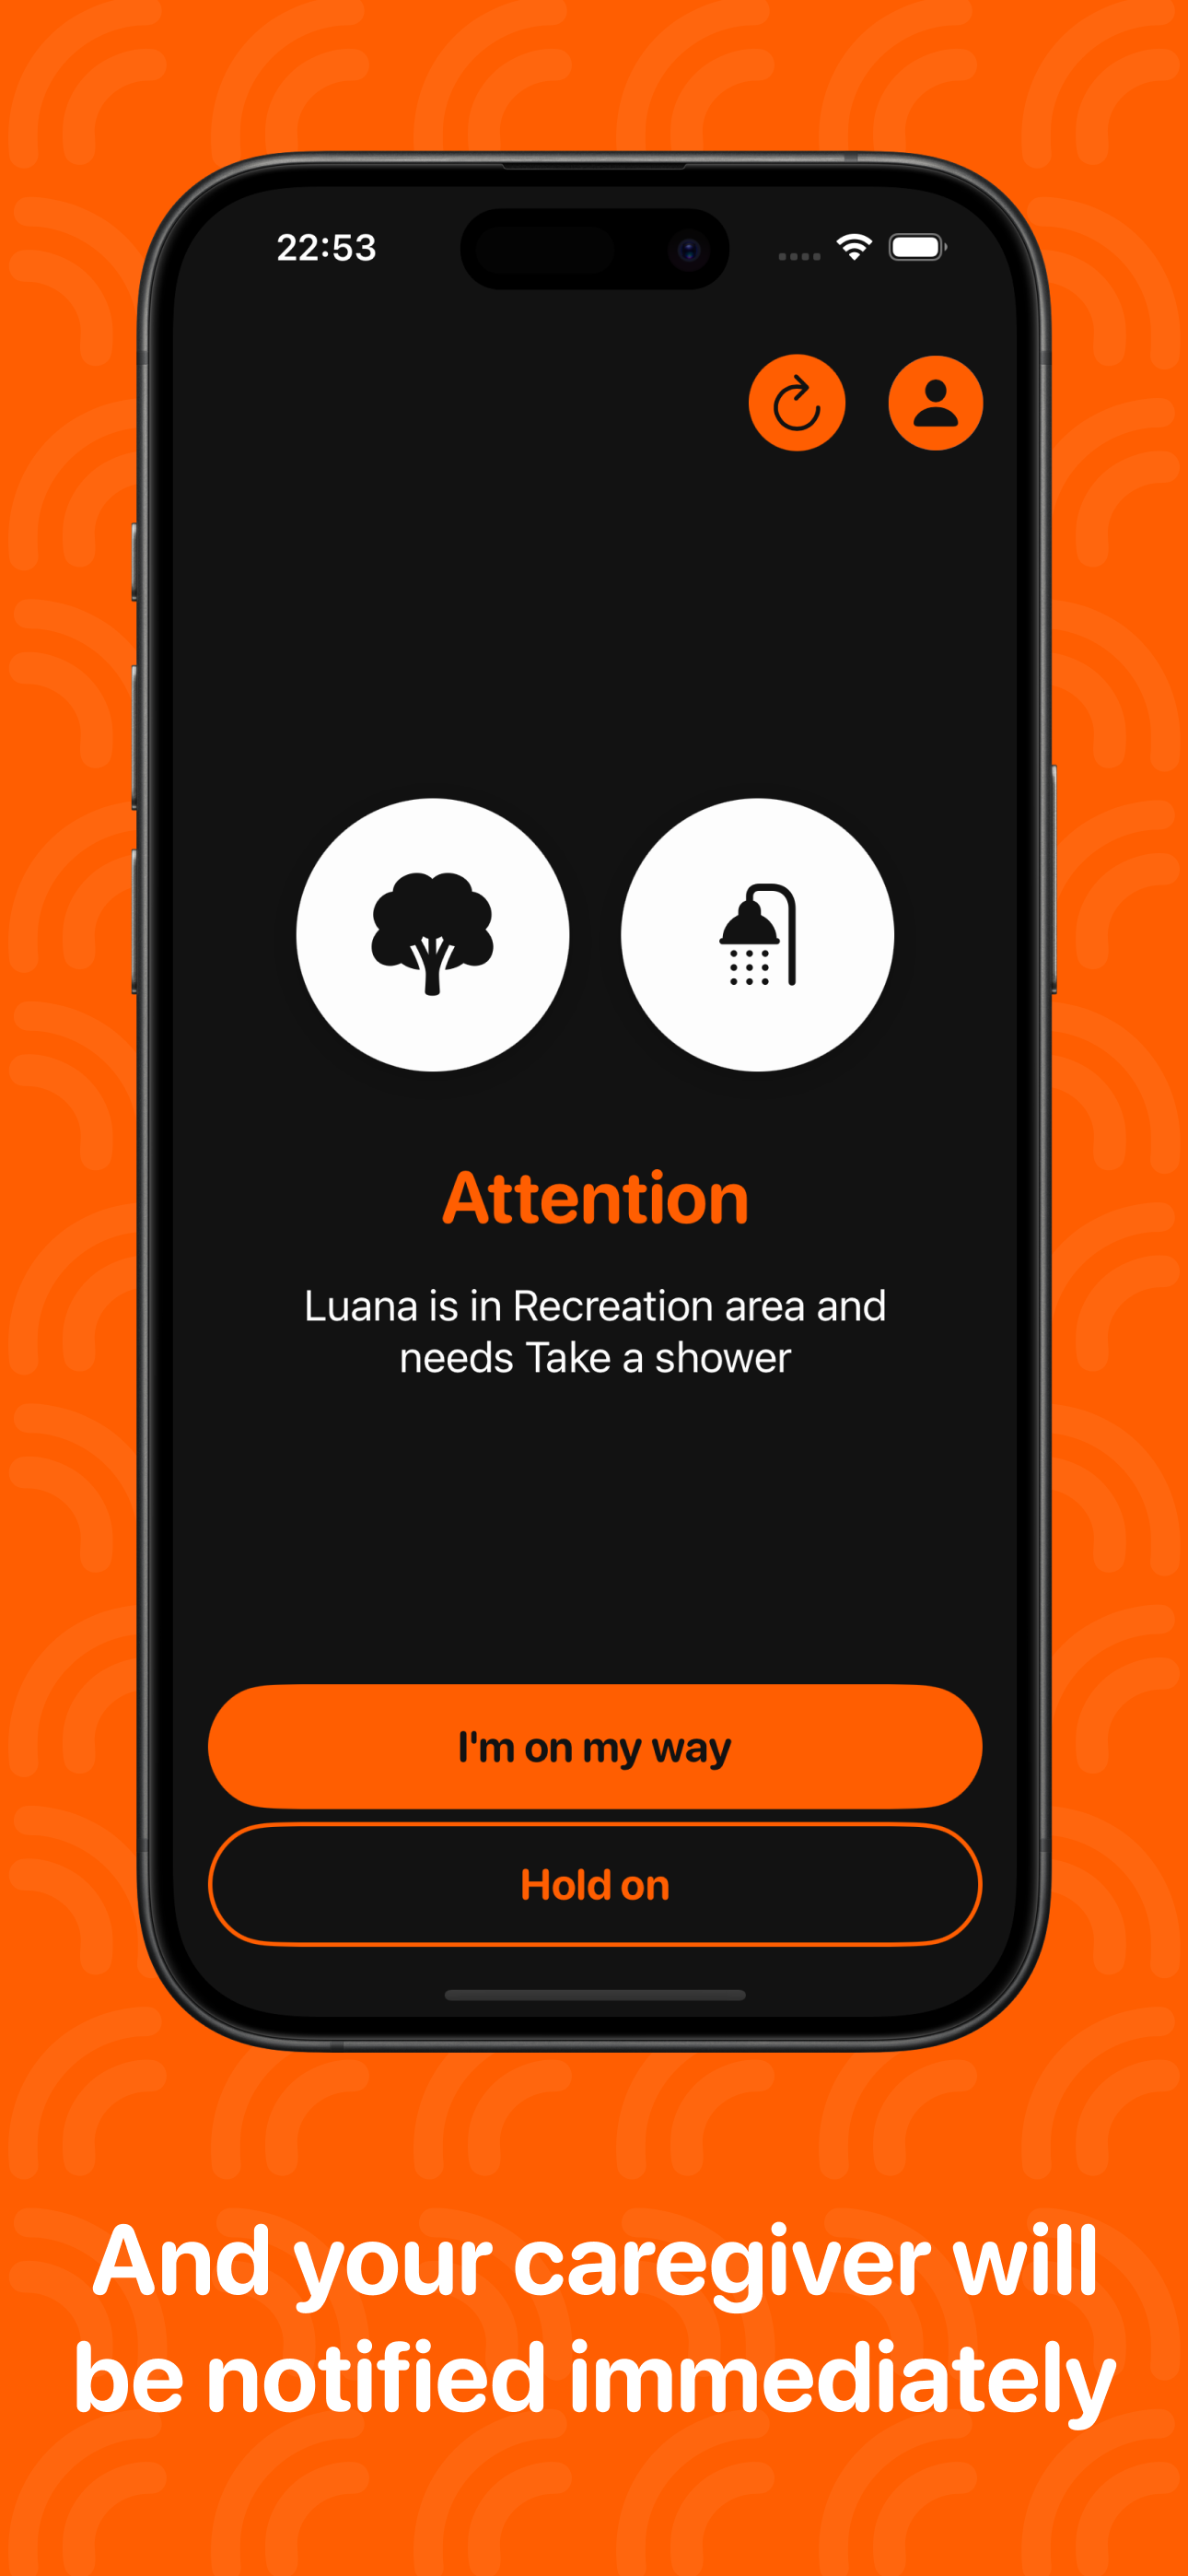 22:53
Attention
Luana is in Recreation area and
needs Take a shower
I'm on my way
Hold on
And your caregiver will
be notified immediately